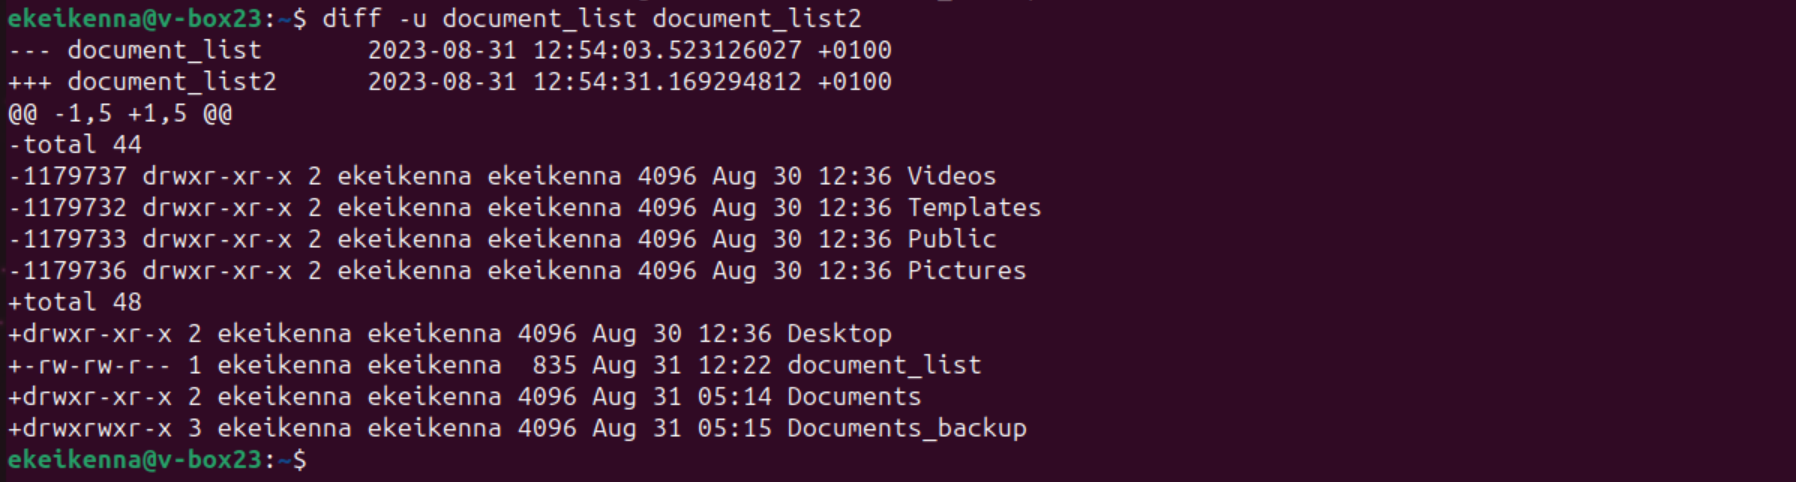 ekeikenna@v-box23:~$ diff -u document_list document_list2
--- document_list       2023-08-31 12:54:03.523126027 +0100
+++ document_list2      2023-08-31 12:54:31.169294812 +0100
@@ -1,5 +1,5 @@
-total 44
-1179737 drwxr-xr-x 2 ekeikenna ekeikenna 4096 Aug 30 12:36 Videos
-1179732 drwxr-xr-x 2 ekeikenna ekeikenna 4096 Aug 30 12:36 Templates
-1179733 drwxr-xr-x 2 ekeikenna ekeikenna 4096 Aug 30 12:36 Public
-1179736 drwxr-xr-x 2 ekeikenna ekeikenna 4096 Aug 30 12:36 Pictures
+total 48
+drwxr-xr-x 2 ekeikenna ekeikenna 4096 Aug 30 12:36 Desktop
+-rw-rw-r-- 1 ekeikenna ekeikenna  835 Aug 31 12:22 document_list
+drwxr-xr-x 2 ekeikenna ekeikenna 4096 Aug 31 05:14 Documents
+drwxrwxr-x 3 ekeikenna ekeikenna 4096 Aug 31 05:15 Documents_backup
ekeikenna@v-box23:~$